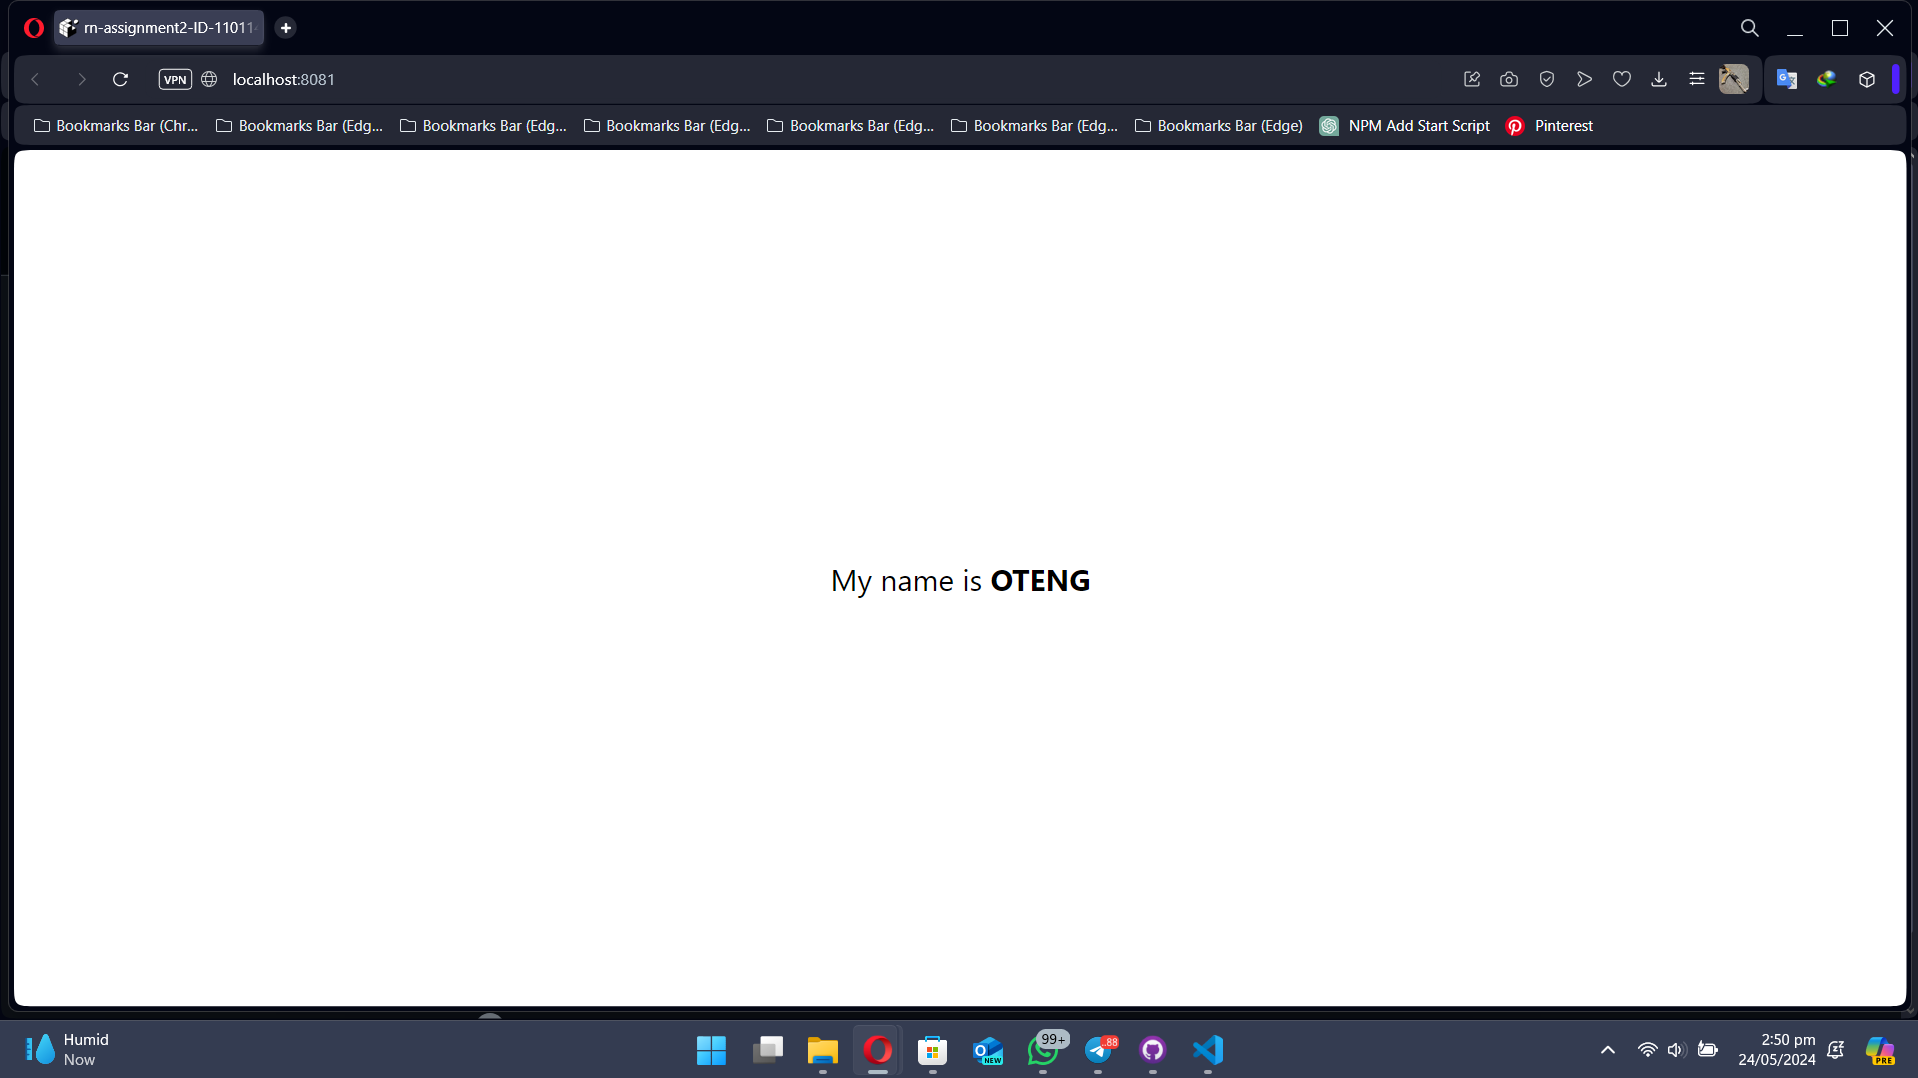 rn-assignment2-ID-11011
VPN
localhost:8081
Bookmarks Bar (Chr...
Bookmarks Bar (Edg...
Bookmarks Bar (Edg...
Bookmarks Bar (Edg...
Bookmarks Bar (Edg...
Bookmarks Bar (Edg...
Bookmarks Bar (Edge)
NPM Add Start Script
Pinterest
My name is OTENG
Humid
Now
NEW
99+
.88
2:50 pm
24/05/2024
PRE